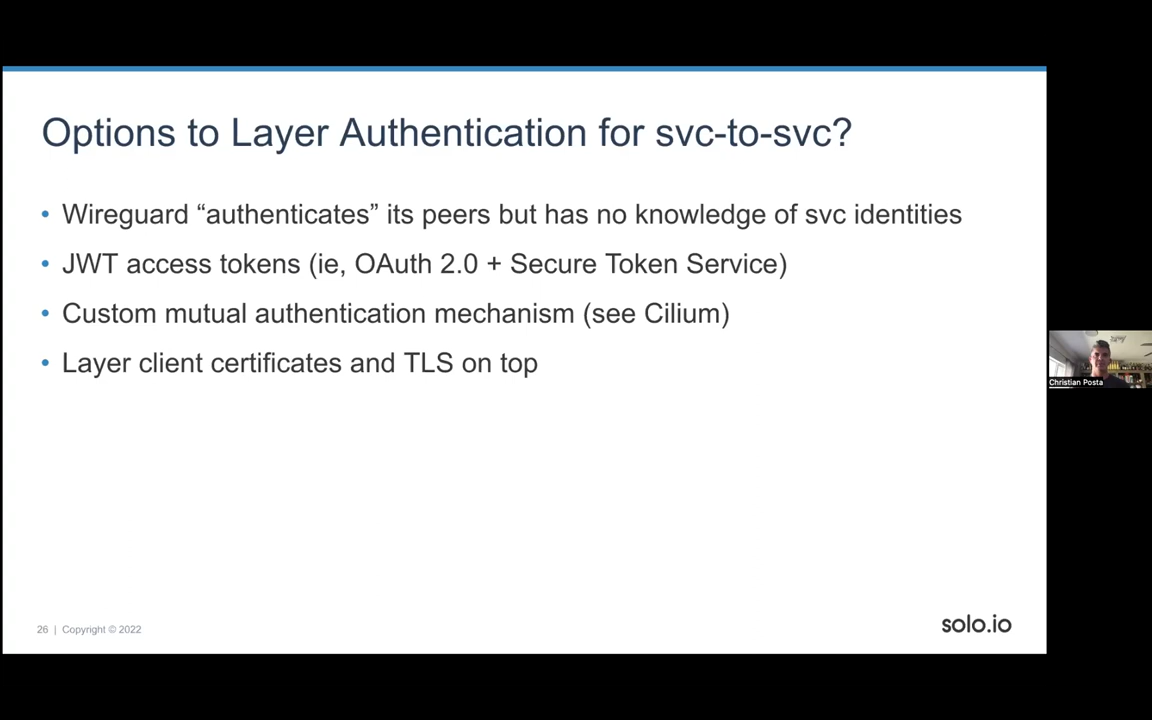 Options to Layer Authentication for svc-to-svc?
• Wireguard “authenticates” its peers but has no knowledge of svc identities
• JWT access tokens (ie, OAuth 2.0 + Secure Token Service)
• Custom mutual authentication mechanism (see Cilium)
• Layer client certificates and TLS on top
Christian Posta
26 | Copyright © 2022
solo.io